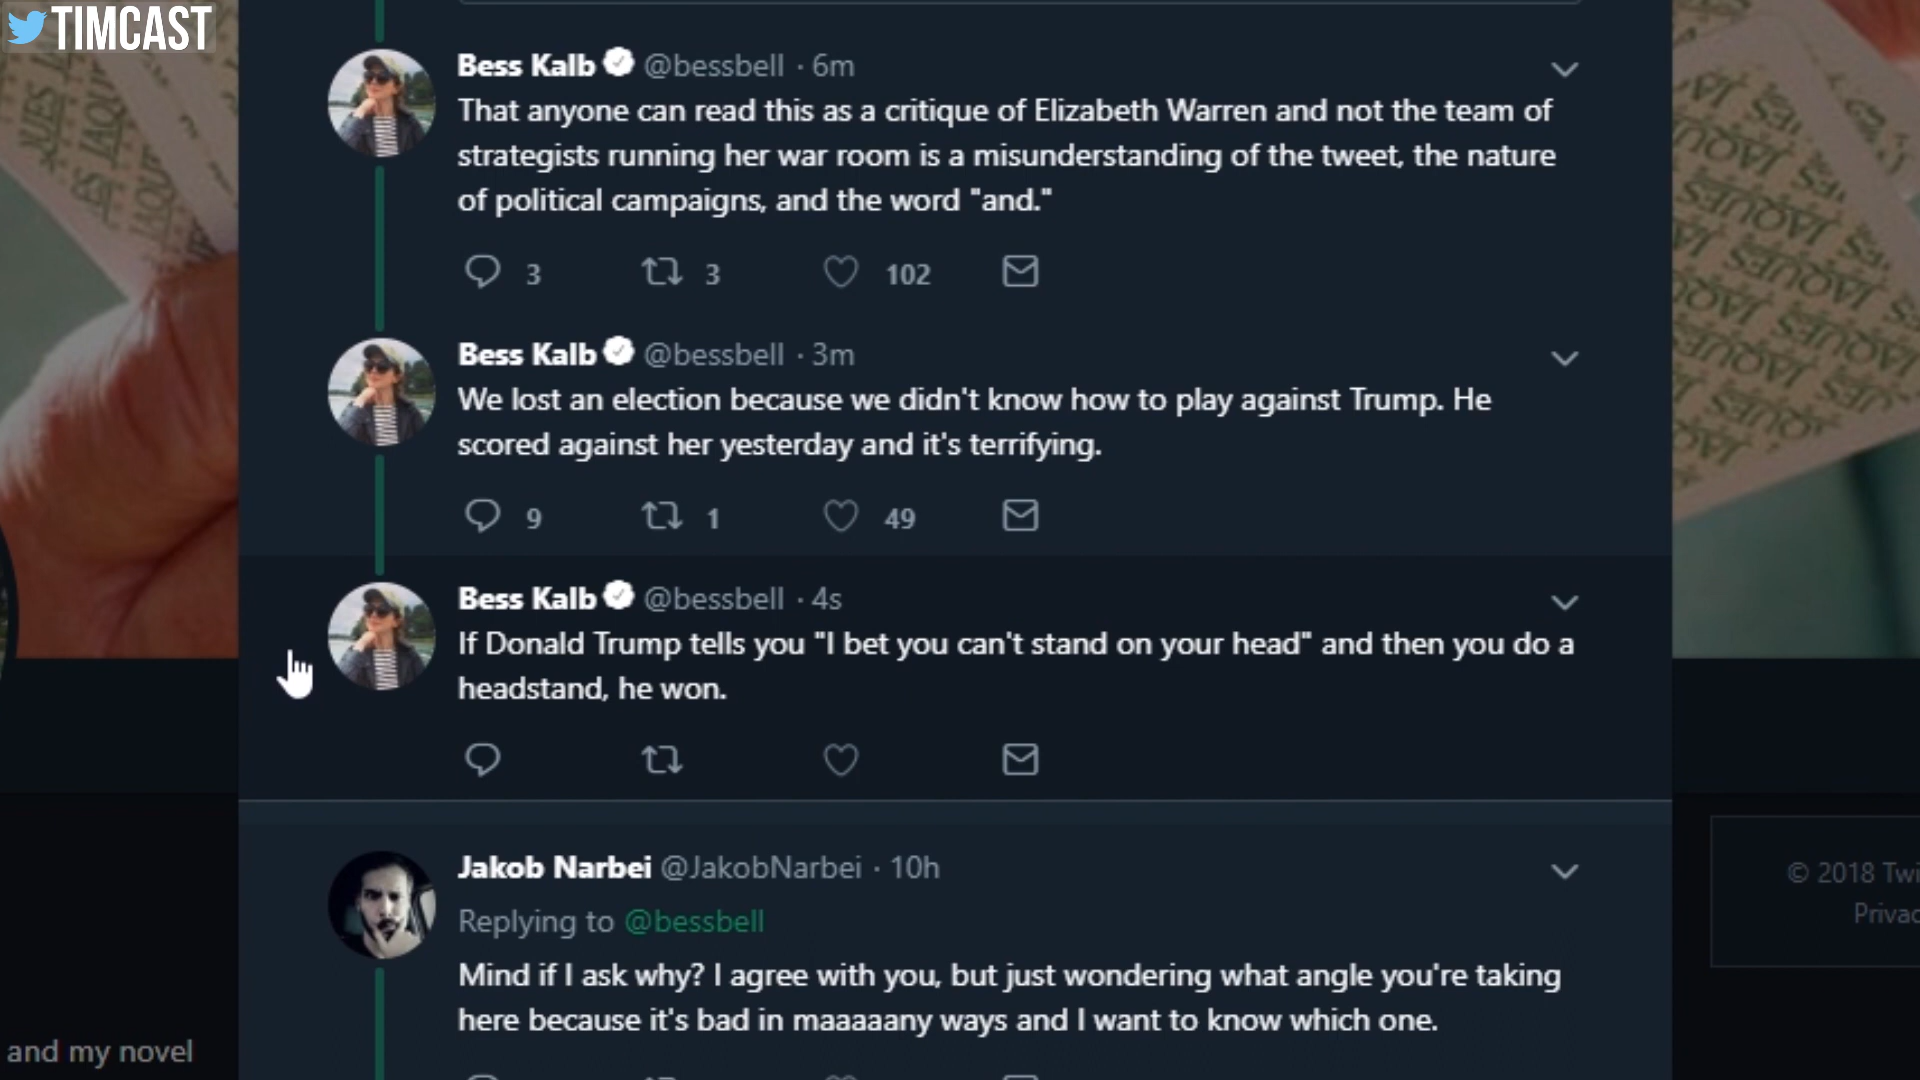 TIMCAST
Bess Kalb @bessbell · 6m
That anyone can read this as a critique of Elizabeth Warren and not the team of
strategists running her war room is a misunderstanding of the tweet, the nature
of political campaigns, and the word "and."
3 3 102
Bess Kalb @bessbell · 3m
We lost an election because we didn't know how to play against Trump. He
scored against her yesterday and it's terrifying.
9 1 49
Bess Kalb @bessbell · 4s
If Donald Trump tells you "I bet you can't stand on your head" and then you do a
headstand, he won.
Jakob Narbei @JakobNarbei · 10h
Replying to @bessbell
Mind if I ask why? I agree with you, but just wondering what angle you're taking
here because it's bad in maaaaany ways and I want to know which one.
© 2018 Twi
Privac
and my novel